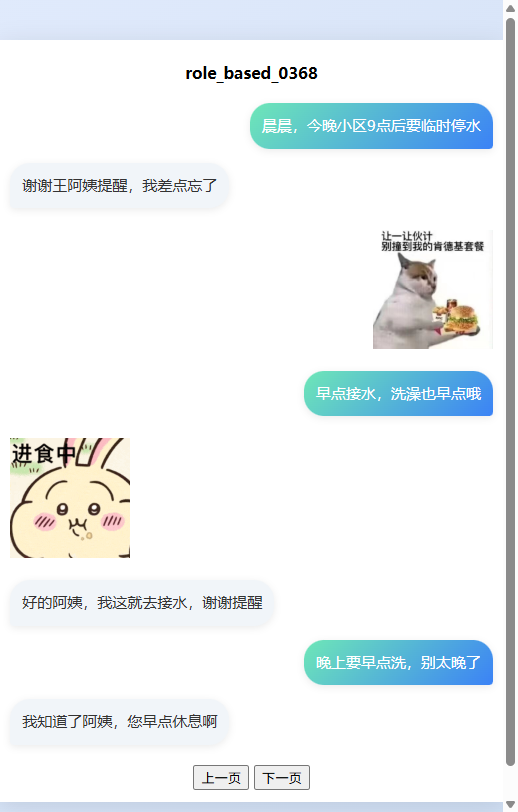 role_based_0368
晨晨，今晚小区9点后要临时停水
谢谢王阿姨提醒，我差点忘了
让一让伙计
别撞到我的肯德基套餐
早点接水，洗澡也早点哦
进食中
好的阿姨，我这就去接水，谢谢提醒
晚上要早点洗，别太晚了
我知道了阿姨，您早点休息啊
上一页 下一页